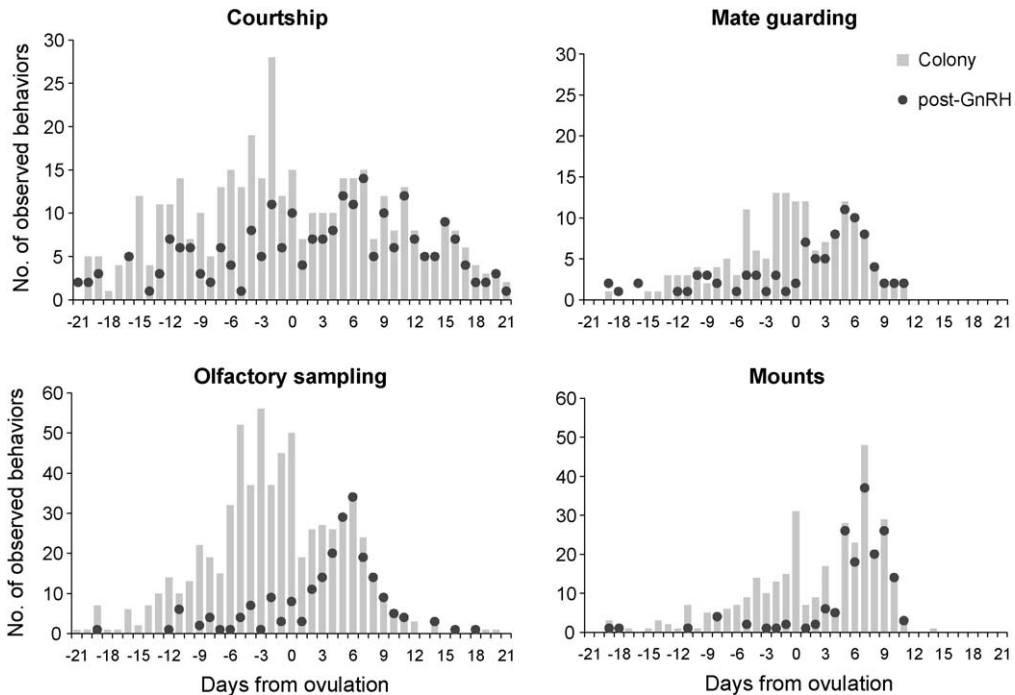 Courtship
No. of observed behaviors
30
25
20
15
10
5
0
-21 -18 -15 -12 -9 -6 -3 0 3 6 9 12 15 18 21
Mate guarding
30
25
20
15
10
5
0
-21 -18 -15 -12 -9 -6 -3 0 3 6 9 12 15 18 21
Colony
post-GnRH
Olfactory sampling
No. of observed behaviors
60
50
40
30
20
10
0
-21 -18 -15 -12 -9 -6 -3 0 3 6 9 12 15 18 21
Days from ovulation
Mounts
60
50
40
30
20
10
0
-21 -18 -15 -12 -9 -6 -3 0 3 6 9 12 15 18 21
Days from ovulation